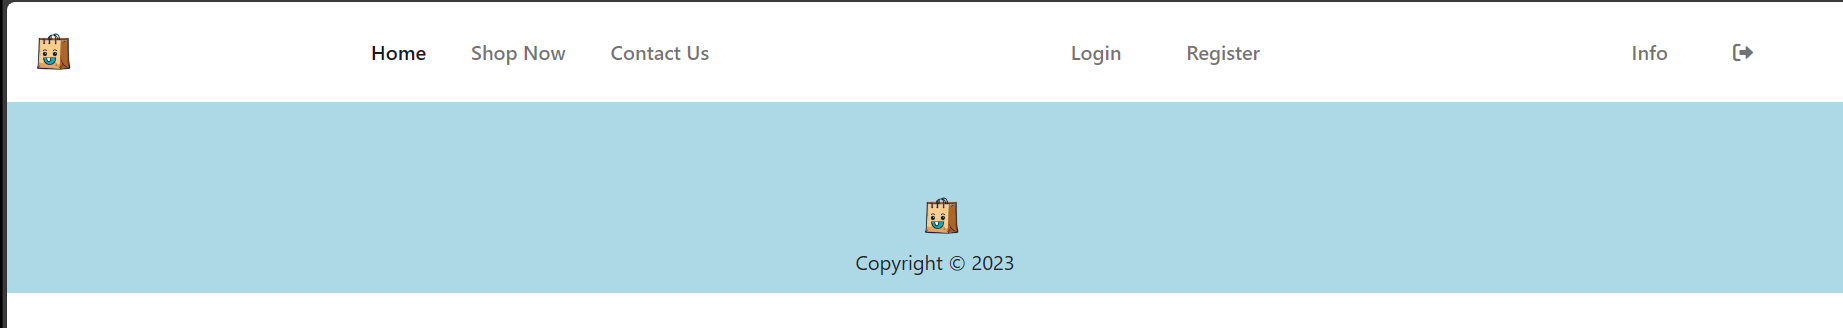 Home Shop Now Contact Us Login Register Info
Copyright © 2023